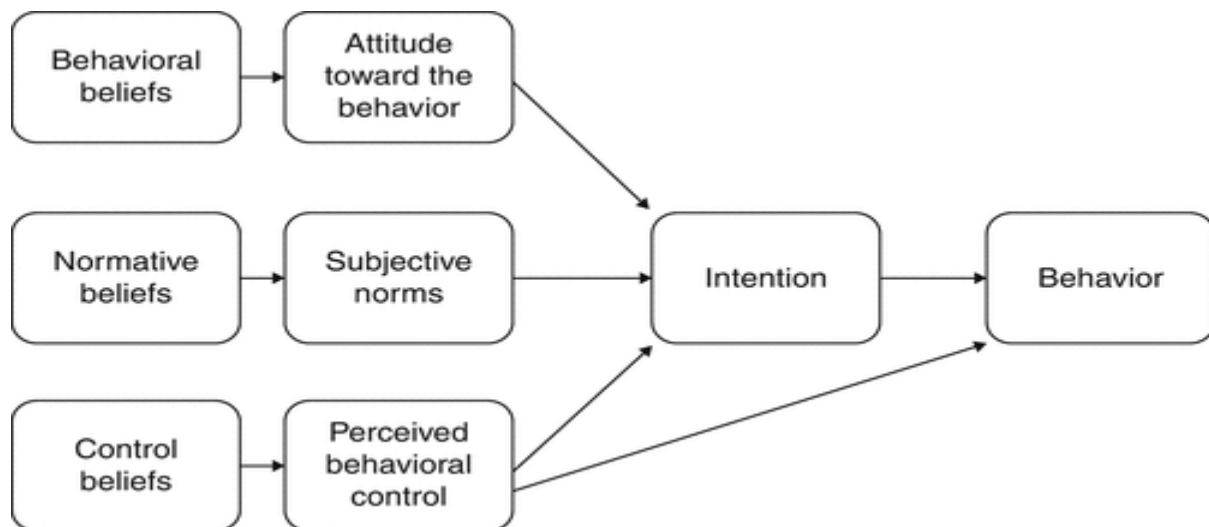 Behavioral
beliefs
Attitude
toward the
behavior
Normative
beliefs
Subjective
norms
Intention
Behavior
Control
beliefs
Perceived
behavioral
control